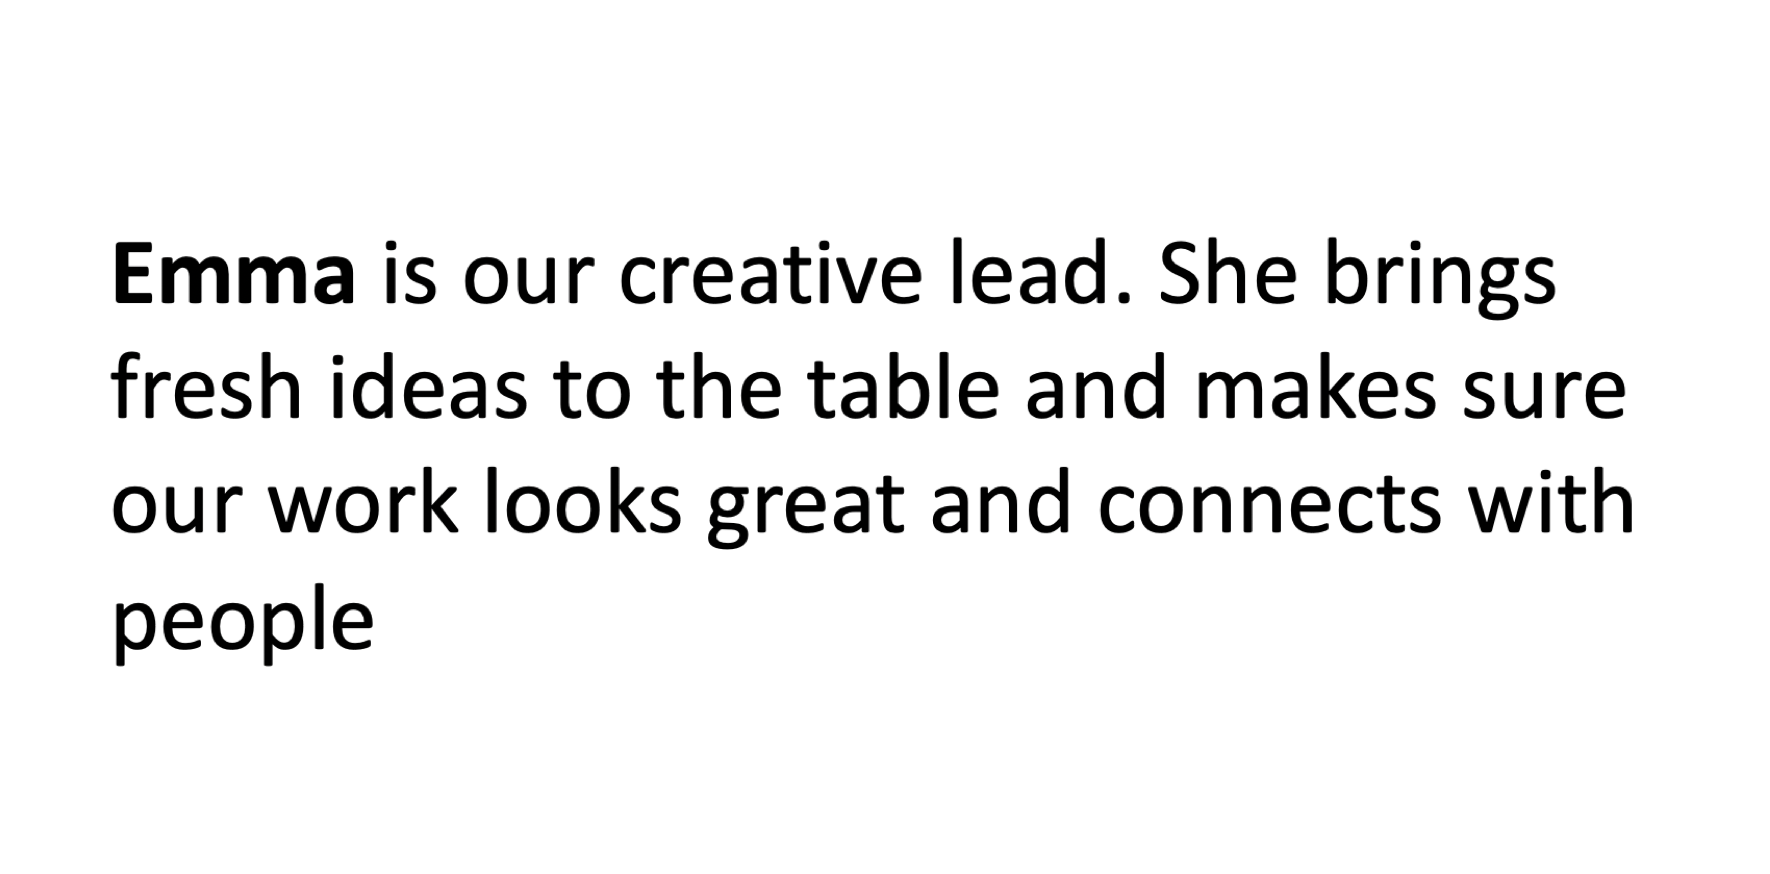 Emma is our creative lead. She brings
fresh ideas to the table and makes sure
our work looks great and connects with
people